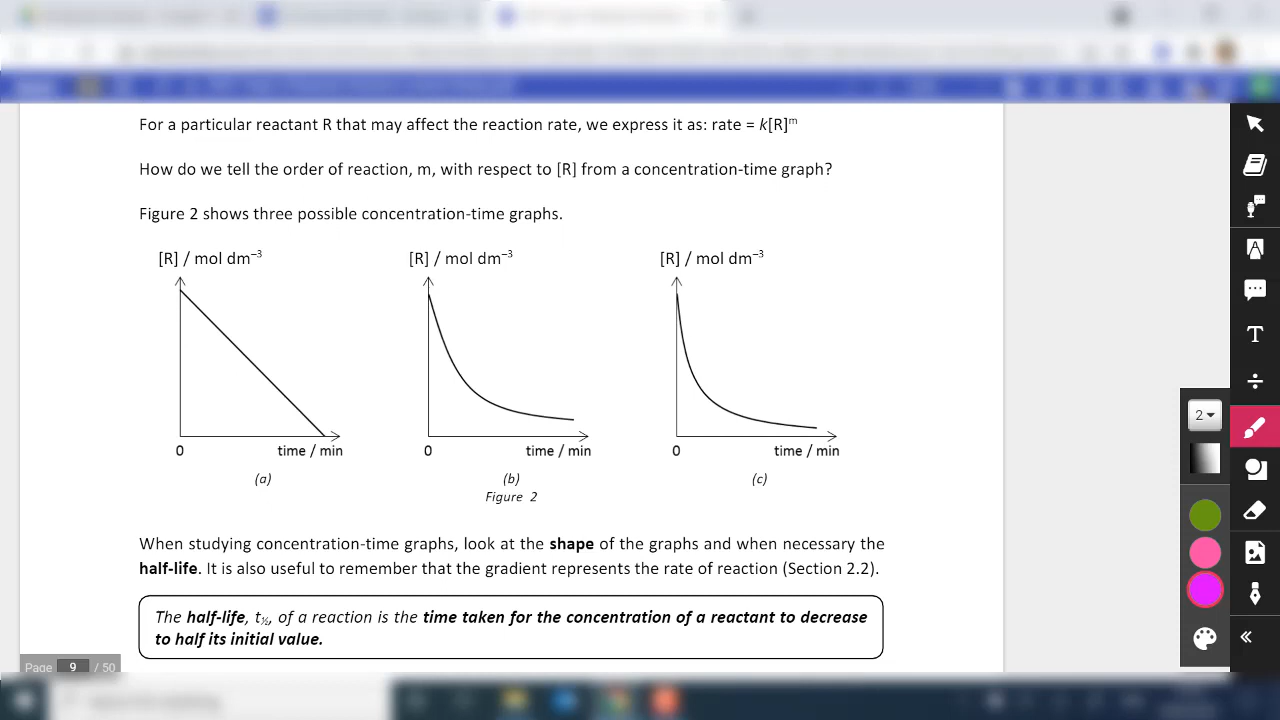 For a particular reactant R that may affect the reaction rate, we express it as: rate = k[R]ᵐ
How do we tell the order of reaction, m, with respect to [R] from a concentration-time graph?
Figure 2 shows three possible concentration-time graphs.
[R] / mol dm⁻³ [R] / mol dm⁻³ [R] / mol dm⁻³
0 time / min 0 time / min 0 time / min
(a) (b) (c)
Figure 2
When studying concentration-time graphs, look at the shape of the graphs and when necessary the
half-life. It is also useful to remember that the gradient represents the rate of reaction (Section 2.2).
The half-life, t½, of a reaction is the time taken for the concentration of a reactant to decrease
to half its initial value.
Page 9 / 50
2
T